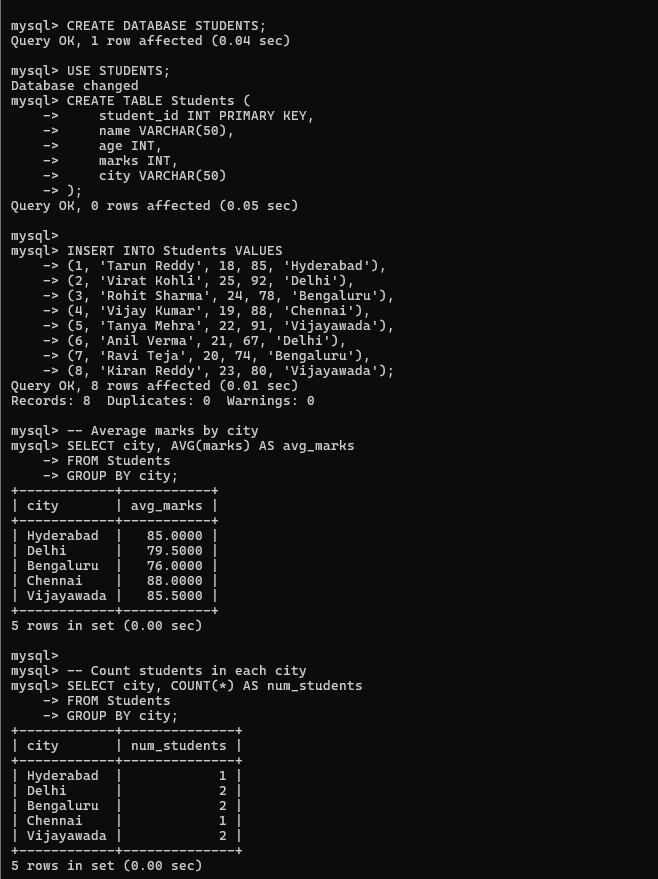 mysql> CREATE DATABASE STUDENTS;
Query OK, 1 row affected (0.04 sec)

mysql> USE STUDENTS;
Database changed
mysql> CREATE TABLE Students (
    ->     student_id INT PRIMARY KEY,
    ->     name VARCHAR(50),
    ->     age INT,
    ->     marks INT,
    ->     city VARCHAR(50)
    -> );
Query OK, 0 rows affected (0.05 sec)

mysql>
mysql> INSERT INTO Students VALUES
    -> (1, 'Tarun Reddy', 18, 85, 'Hyderabad'),
    -> (2, 'Virat Kohli', 25, 92, 'Delhi'),
    -> (3, 'Rohit Sharma', 24, 78, 'Bengaluru'),
    -> (4, 'Vijay Kumar', 19, 88, 'Chennai'),
    -> (5, 'Tanya Mehra', 22, 91, 'Vijayawada'),
    -> (6, 'Anil Verma', 21, 67, 'Delhi'),
    -> (7, 'Ravi Teja', 20, 74, 'Bengaluru'),
    -> (8, 'Kiran Reddy', 23, 80, 'Vijayawada');
Query OK, 8 rows affected (0.01 sec)
Records: 8  Duplicates: 0  Warnings: 0

mysql> -- Average marks by city
mysql> SELECT city, AVG(marks) AS avg_marks
    -> FROM Students
    -> GROUP BY city;
+------------+-----------+
| city       | avg_marks |
+------------+-----------+
| Hyderabad  |   85.0000 |
| Delhi      |   79.5000 |
| Bengaluru  |   76.0000 |
| Chennai    |   88.0000 |
| Vijayawada |   85.5000 |
+------------+-----------+
5 rows in set (0.00 sec)

mysql>
mysql> -- Count students in each city
mysql> SELECT city, COUNT(*) AS num_students
    -> FROM Students
    -> GROUP BY city;
+------------+--------------+
| city       | num_students |
+------------+--------------+
| Hyderabad  |            1 |
| Delhi      |            2 |
| Bengaluru  |            2 |
| Chennai    |            1 |
| Vijayawada |            2 |
+------------+--------------+
5 rows in set (0.00 sec)